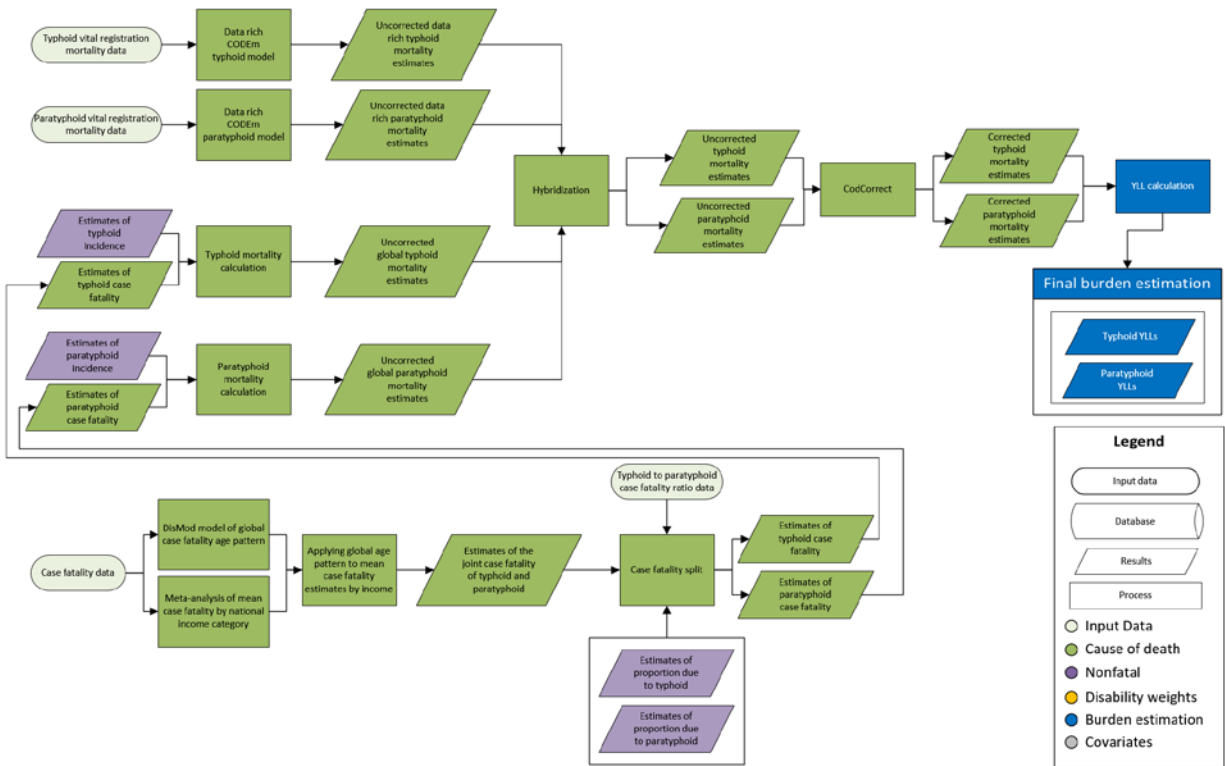 Typhoid vital registration
mortality data
Data rich
CODEm
typhoid model
Uncorrected data
rich typhoid
mortality
estimates
Paratyphoid vital registration
mortality data
Data rich
CODEm
paratyphoid model
Uncorrected data
rich paratyphoid
mortality
estimates
Hybridization
Uncorrected
typhoid
mortality
estimates
Uncorrected
paratyphoid
mortality
estimates
CodCorrect
Corrected
typhoid
mortality
estimates
Corrected
paratyphoid
mortality
estimates
YLL calculation
Final burden estimation
Typhoid YLLs
Paratyphoid
YLLs
Estimates of
typhoid
incidence
Estimates of
typhoid case
fatality
Typhoid mortality
calculation
Uncorrected
global typhoid
mortality
estimates
Estimates of
paratyphoid
incidence
Estimates of
paratyphoid
case fatality
Paratyphoid
mortality
calculation
Uncorrected
global paratyphoid
mortality
estimates
Case fatality data
DisMod model of global
case fatality age pattern
Meta-analysis of mean
case fatality by national
income category
Applying global age
pattern to mean
case fatality
estimates by income
Estimates of the
joint case fatality
of typhoid and
paratyphoid
Typhoid to paratyphoid
case fatality ratio data
Case fatality split
Estimates of
typhoid case
fatality
Estimates of
paratyphoid case
fatality
Estimates of
proportion due
to typhoid
Estimates of
proportion due
to paratyphoid
Legend
Input data
Database
Results
Process
Input Data
Cause of death
Nonfatal
Disability weights
Burden estimation
Covariates